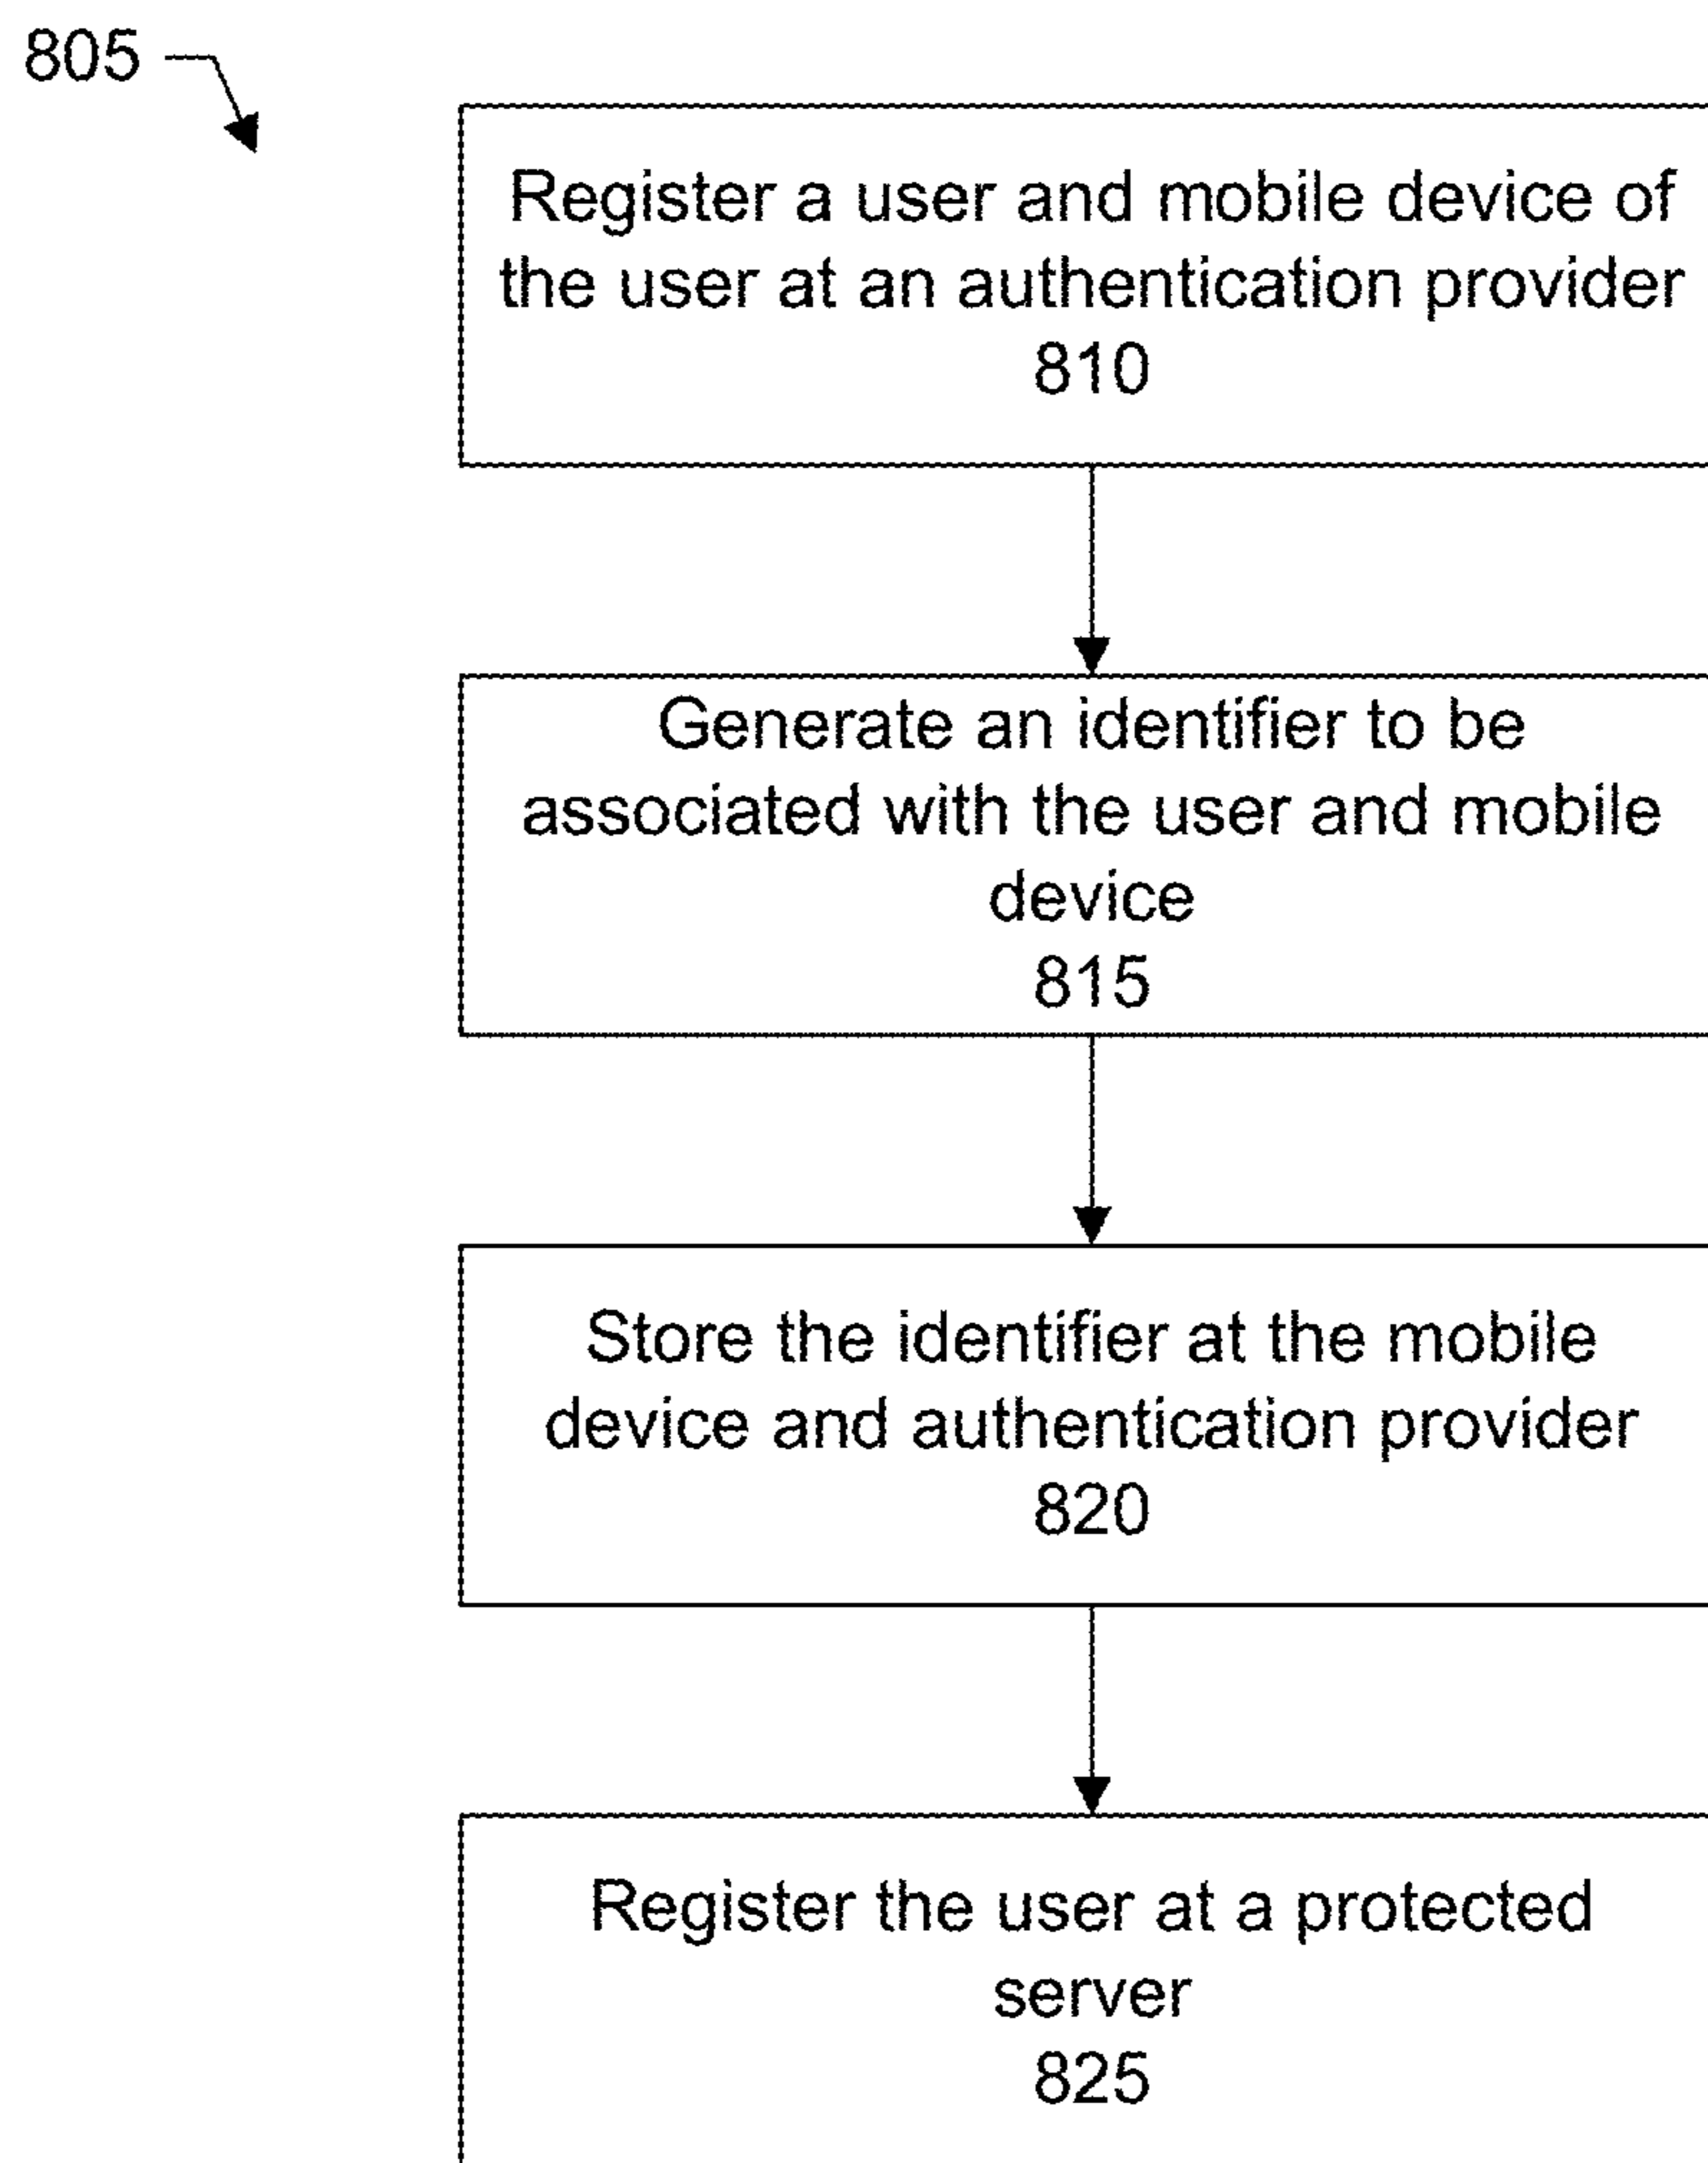 805
Register a user and mobile device of
the user at an authentication provider
810
Generate an identifier to be
associated with the user and mobile
device
815
Store the identifier at the mobile
device and authentication provider
820
Register the user at a protected
server
825